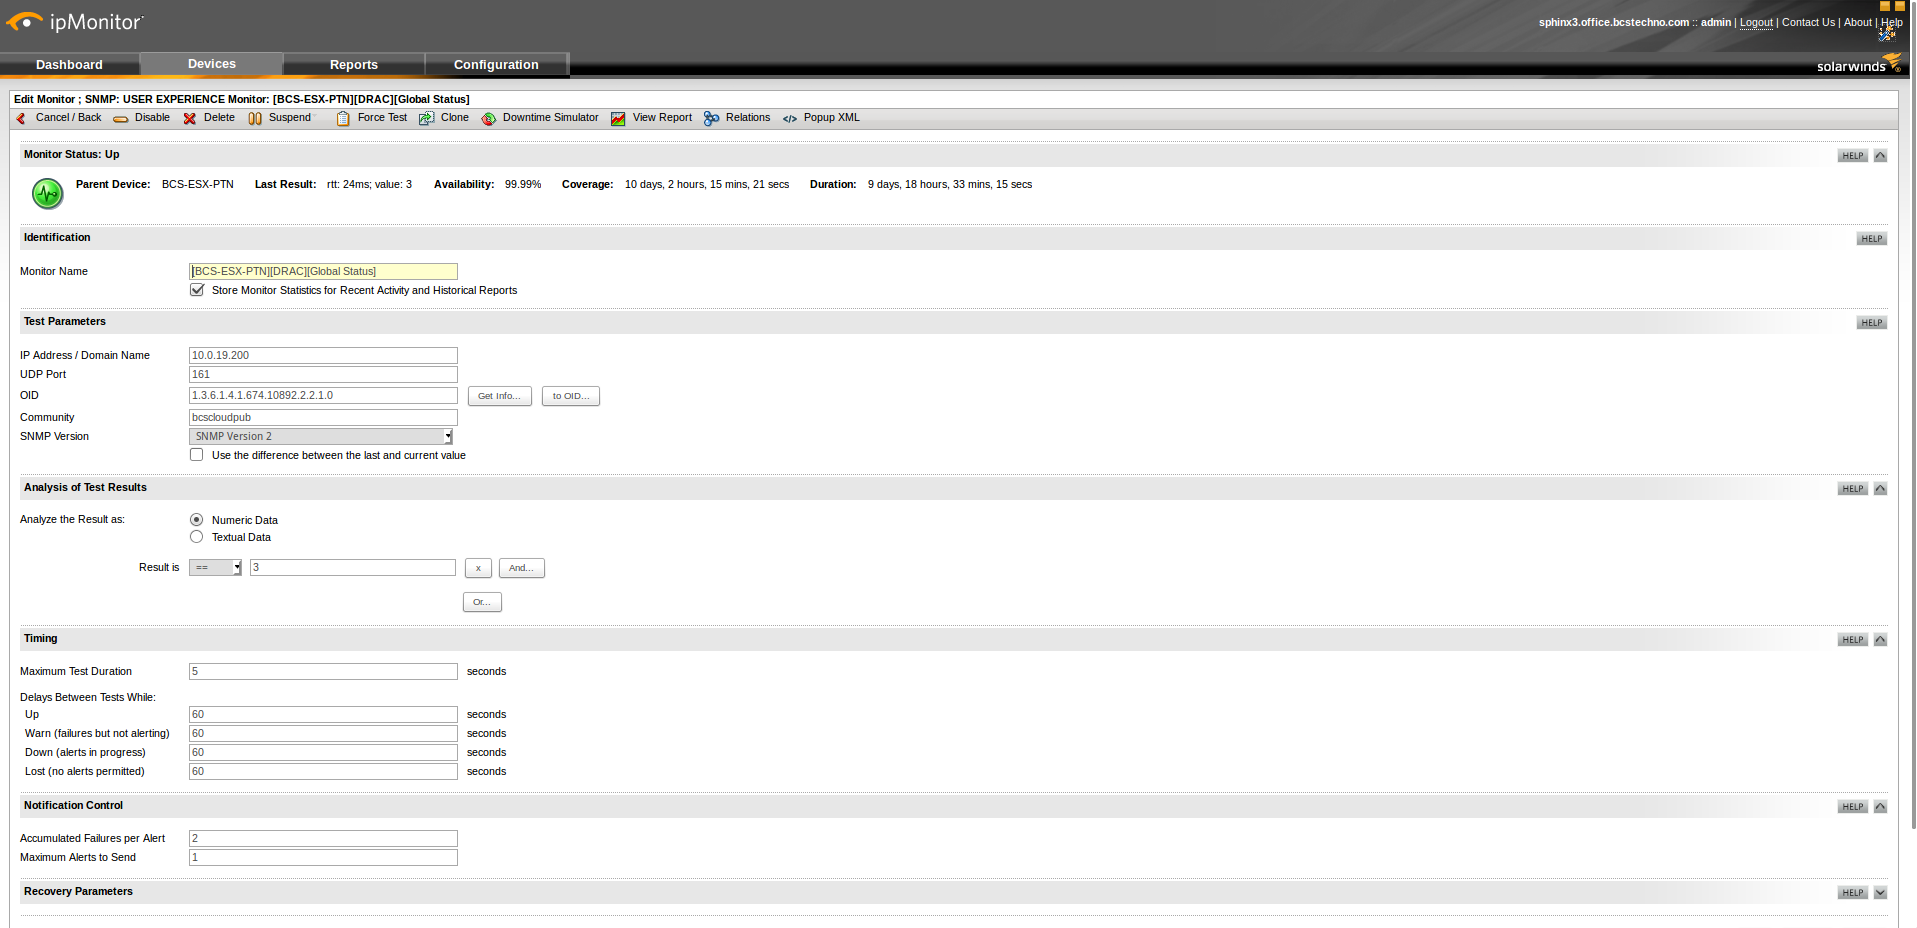 ipMonitor
sphinx3.office.bcstechno.com :: admin | Logout | Contact Us | About | Help
Dashboard Devices Reports Configuration
solarwinds
Edit Monitor ; SNMP: USER EXPERIENCE Monitor: [BCS-ESX-PTN][DRAC][Global Status]
Cancel / Back Disable Delete Suspend Force Test Clone Downtime Simulator View Report Relations </> Popup XML
Monitor Status: Up HELP
Parent Device: BCS-ESX-PTN Last Result: rtt: 24ms; value: 3 Availability: 99.99% Coverage: 10 days, 2 hours, 15 mins, 21 secs Duration: 9 days, 18 hours, 33 mins, 15 secs
Identification HELP
Monitor Name [BCS-ESX-PTN][DRAC][Global Status]
Store Monitor Statistics for Recent Activity and Historical Reports
Test Parameters HELP
IP Address / Domain Name 10.0.19.200
UDP Port 161
OID 1.3.6.1.4.1.674.10892.2.2.1.0 Get Info... to OID...
Community bcscloudpub
SNMP Version SNMP Version 2
Use the difference between the last and current value
Analysis of Test Results HELP
Analyze the Result as: Numeric Data
Textual Data
Result is == 3 x And...
Or...
Timing HELP
Maximum Test Duration 5 seconds
Delays Between Tests While:
Up 60 seconds
Warn (failures but not alerting) 60 seconds
Down (alerts in progress) 60 seconds
Lost (no alerts permitted) 60 seconds
Notification Control HELP
Accumulated Failures per Alert 2
Maximum Alerts to Send 1
Recovery Parameters HELP